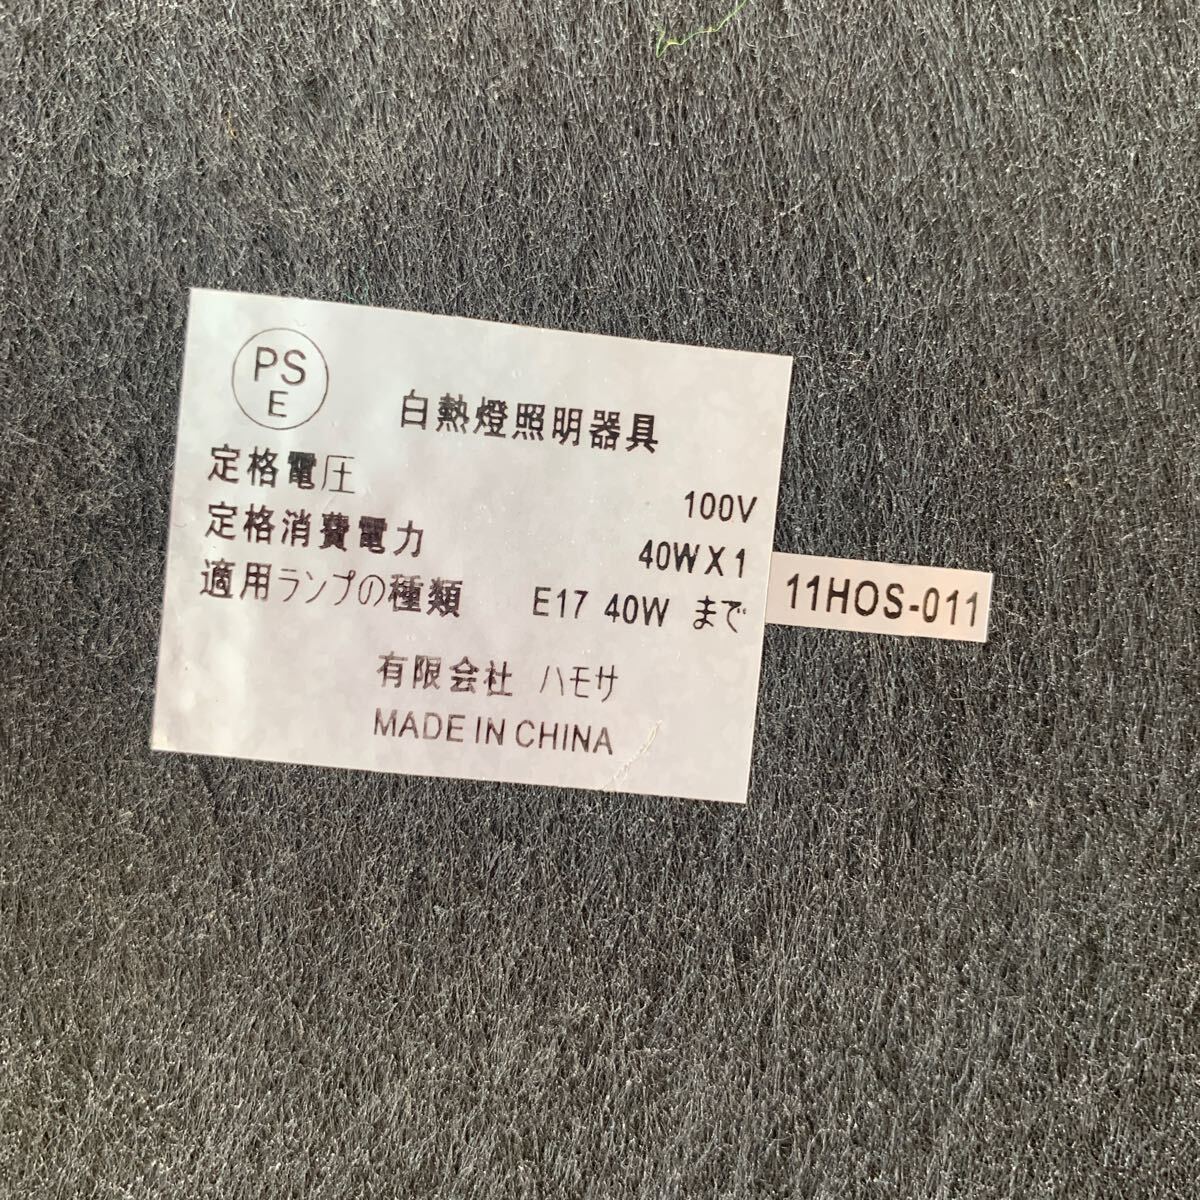 PS
E
白熱燈照明器具
定格電圧 100V
定格消費電力 40W X 1
適用ランプの種類 E17 40W まで
有限会社 ハモサ
MADE IN CHINA
11HOS-011